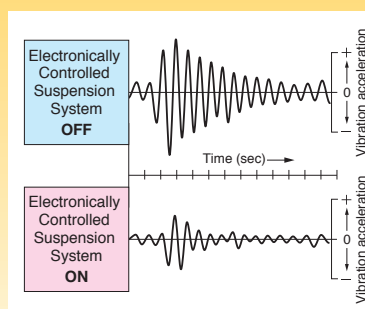 Electronically
Controlled
Suspension
System
OFF
+
0
−
Vibration acceleration
Time (sec)
Electronically
Controlled
Suspension
System
ON
+
0
−
Vibration acceleration